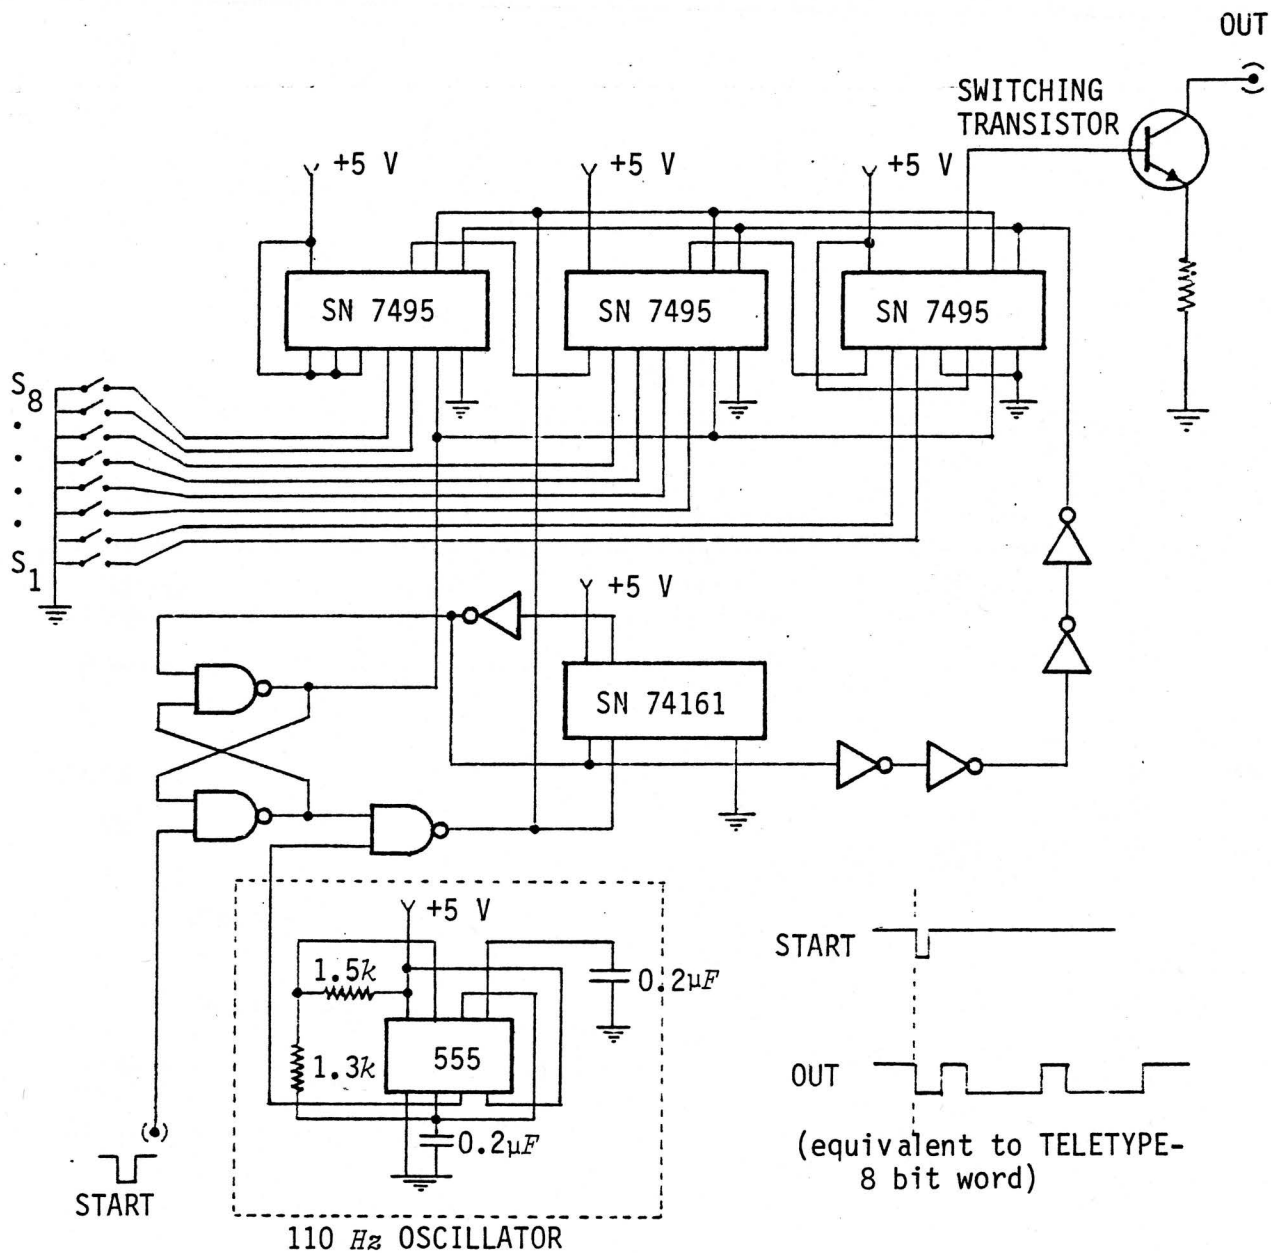 OUT
SWITCHING
TRANSISTOR
+5 V
+5 V
+5 V
SN 7495
SN 7495
SN 7495
S8
S1
+5 V
SN 74161
+5 V
1.5k
0.2µF
1.3k
555
0.2µF
START
110 Hz OSCILLATOR
START
OUT
(equivalent to TELETYPE-
8 bit word)